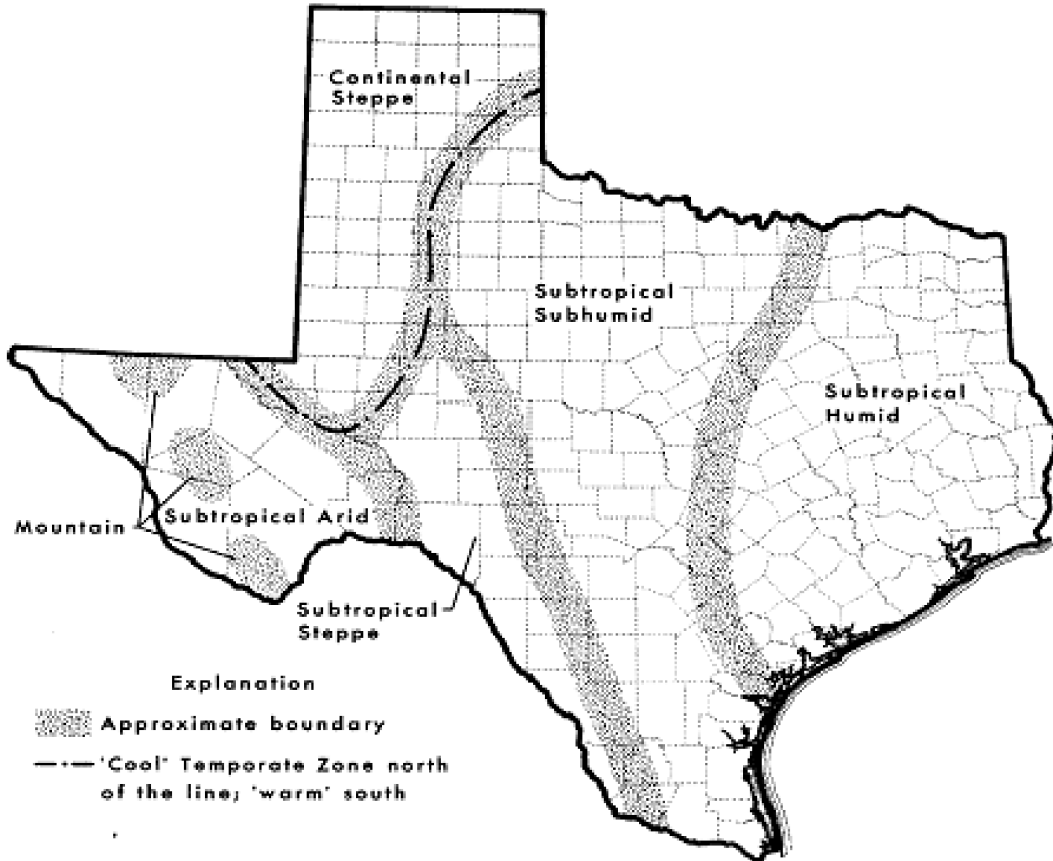 Continental
Steppe
Subtropical
Subhumid
Subtropical
Humid
Mountain
Subtropical Arid
Subtropical
Steppe
Explanation
Approximate boundary
'Cool' Temporate Zone north
of the line; 'warm' south